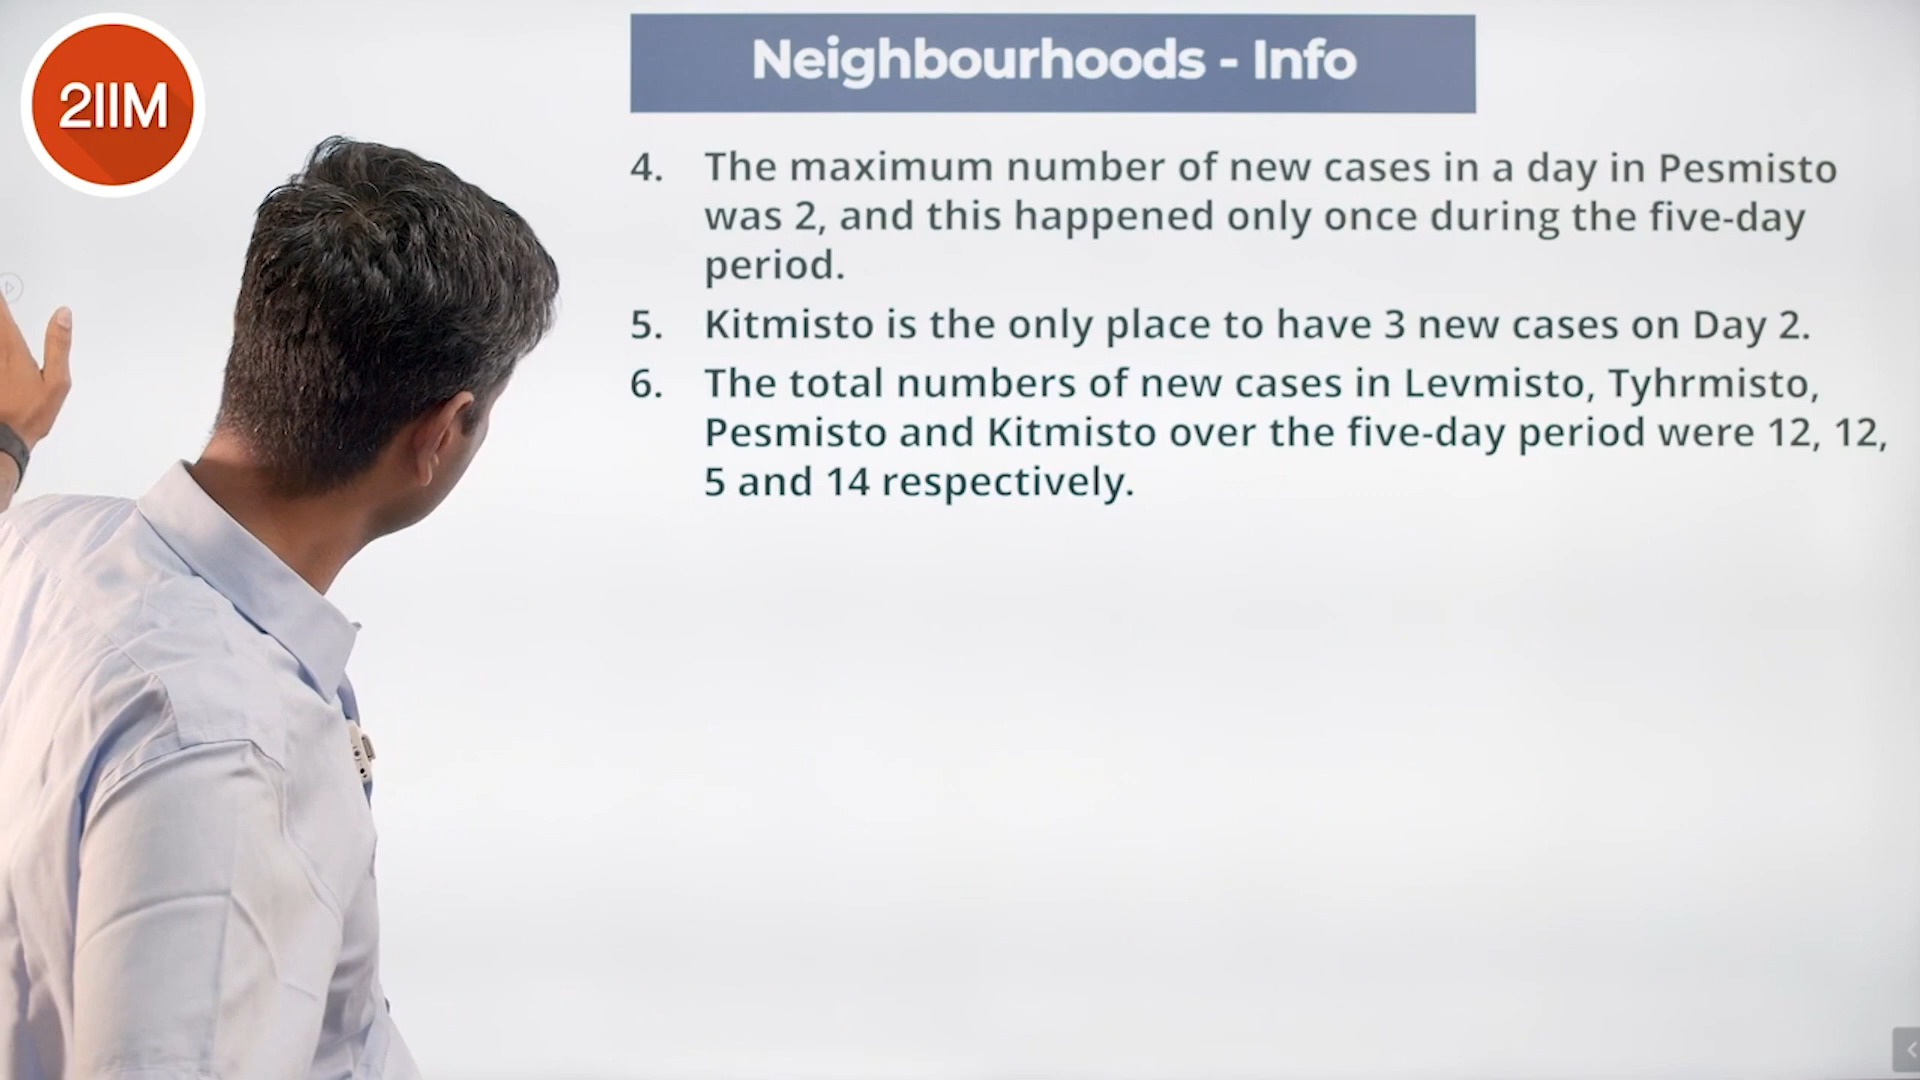 2IIM
Neighbourhoods - Info
4. The maximum number of new cases in a day in Pesmisto
was 2, and this happened only once during the five-day
period.
5. Kitmisto is the only place to have 3 new cases on Day 2.
6. The total numbers of new cases in Levmisto, Tyhrmisto,
Pesmisto and Kitmisto over the five-day period were 12, 12,
5 and 14 respectively.